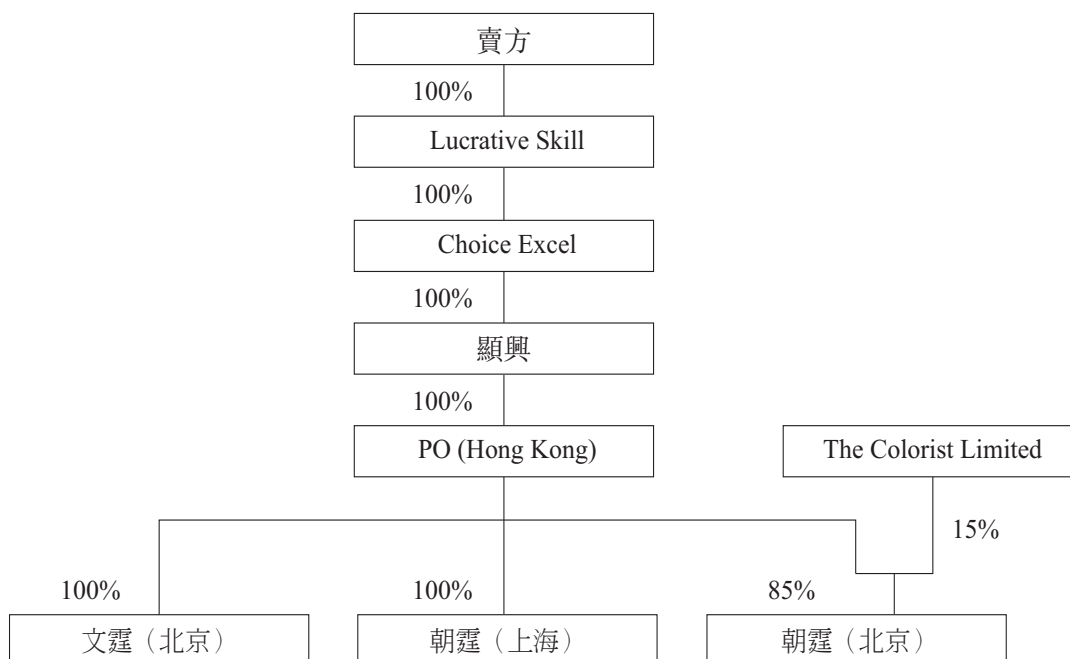 賣方
100%
Lucrative Skill
100%
Choice Excel
100%
顯興
100%
PO (Hong Kong)
The Colorist Limited
15%
100%
100%
85%
文霆（北京）
朝霆（上海）
朝霆（北京）